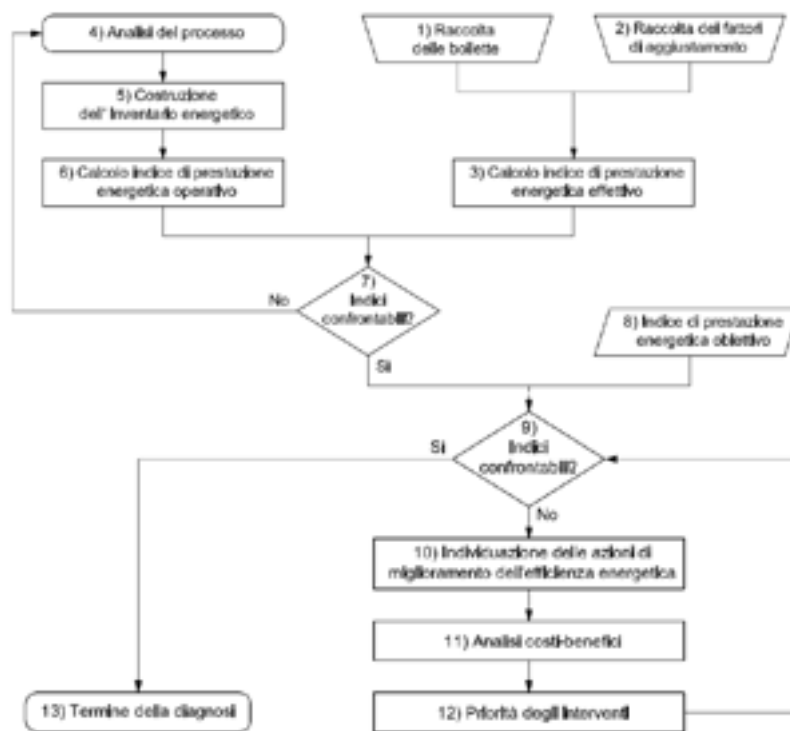 4) Analisi del processo
1) Raccolta
delle bollette
2) Raccolta dei fattori
di aggiustamento
5) Costruzione
dell' Inventario energetico
6) Calcolo indice di prestazione
energetica operativo
3) Calcolo indice di prestazione
energetica effettivo
7)
Indici
confrontabili?
No
Si
8) Indice di prestazione
energetica obiettivo
9)
Indici
confrontabili?
Si
No
10) Individuazione delle azioni di
miglioramento dell'efficienza energetica
11) Analisi costi-benefici
12) Priorità degli Interventi
13) Termine della diagnosi